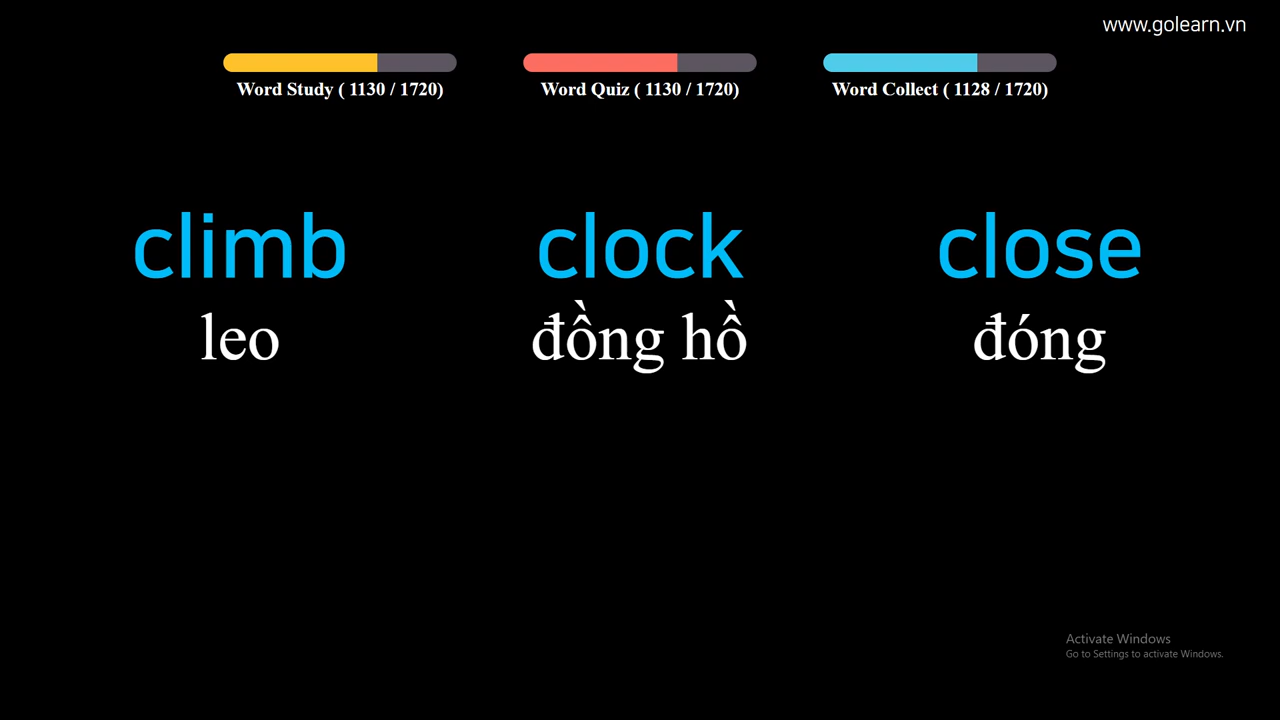 www.golearn.vn
Word Study ( 1130 / 1720)
Word Quiz ( 1130 / 1720)
Word Collect ( 1128 / 1720)
climb
leo
clock
đồng hồ
close
đóng
Activate Windows
Go to Settings to activate Windows.